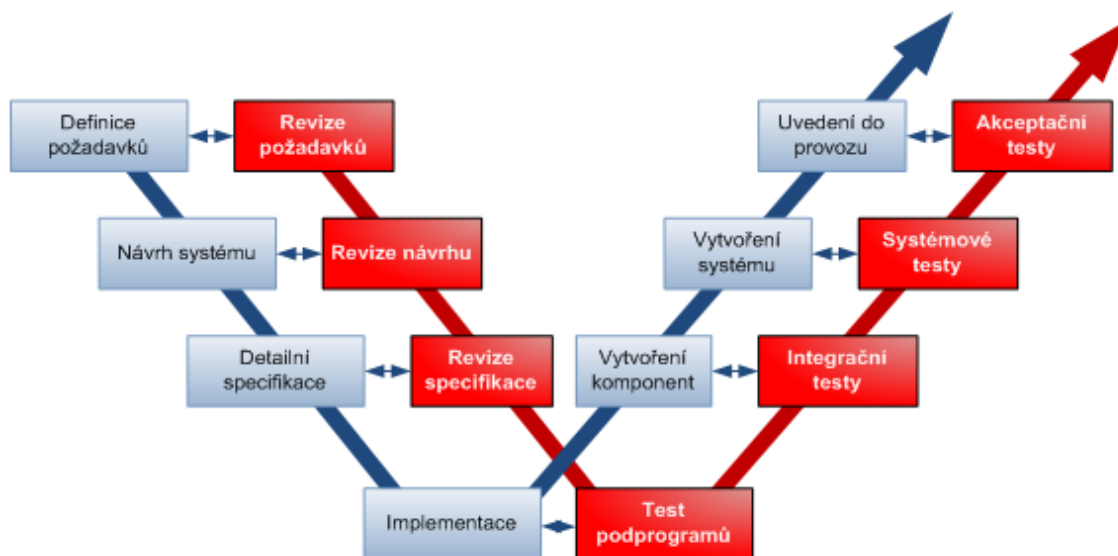 Definice
požadavků
Revize
požadavků
Uvedení do
provozu
Akceptační
testy
Návrh systému
Revize návrhu
Vytvoření
systému
Systémové
testy
Detailní
specifikace
Revize
specifikace
Vytvoření
komponent
Integrační
testy
Implementace
Test
podprogramů